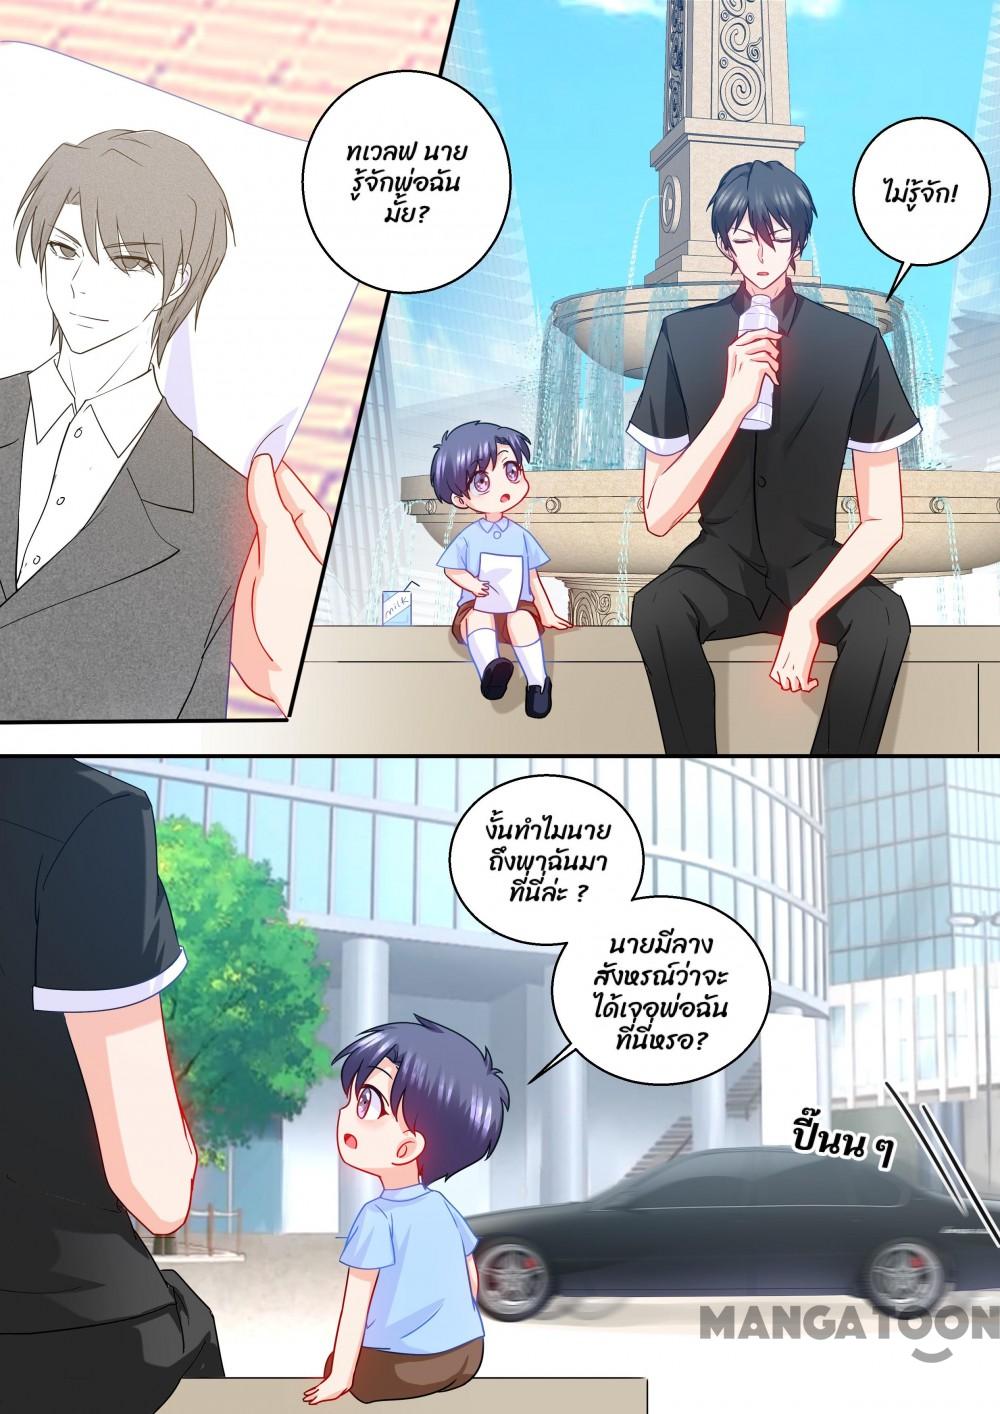 ทเวลฟ นาย
รู้จักพ่อฉัน
มั้ย?
ไม่รู้จัก!
milk
งั้นทำไมนาย
ถึงพาฉันมา
ที่นี่ล่ะ ?
นายมีลาง
สังหรณ์ว่าจะ
ได้เจอพ่อฉัน
ที่นี่หรอ?
ปี๊นน ๆ
MANGATOON